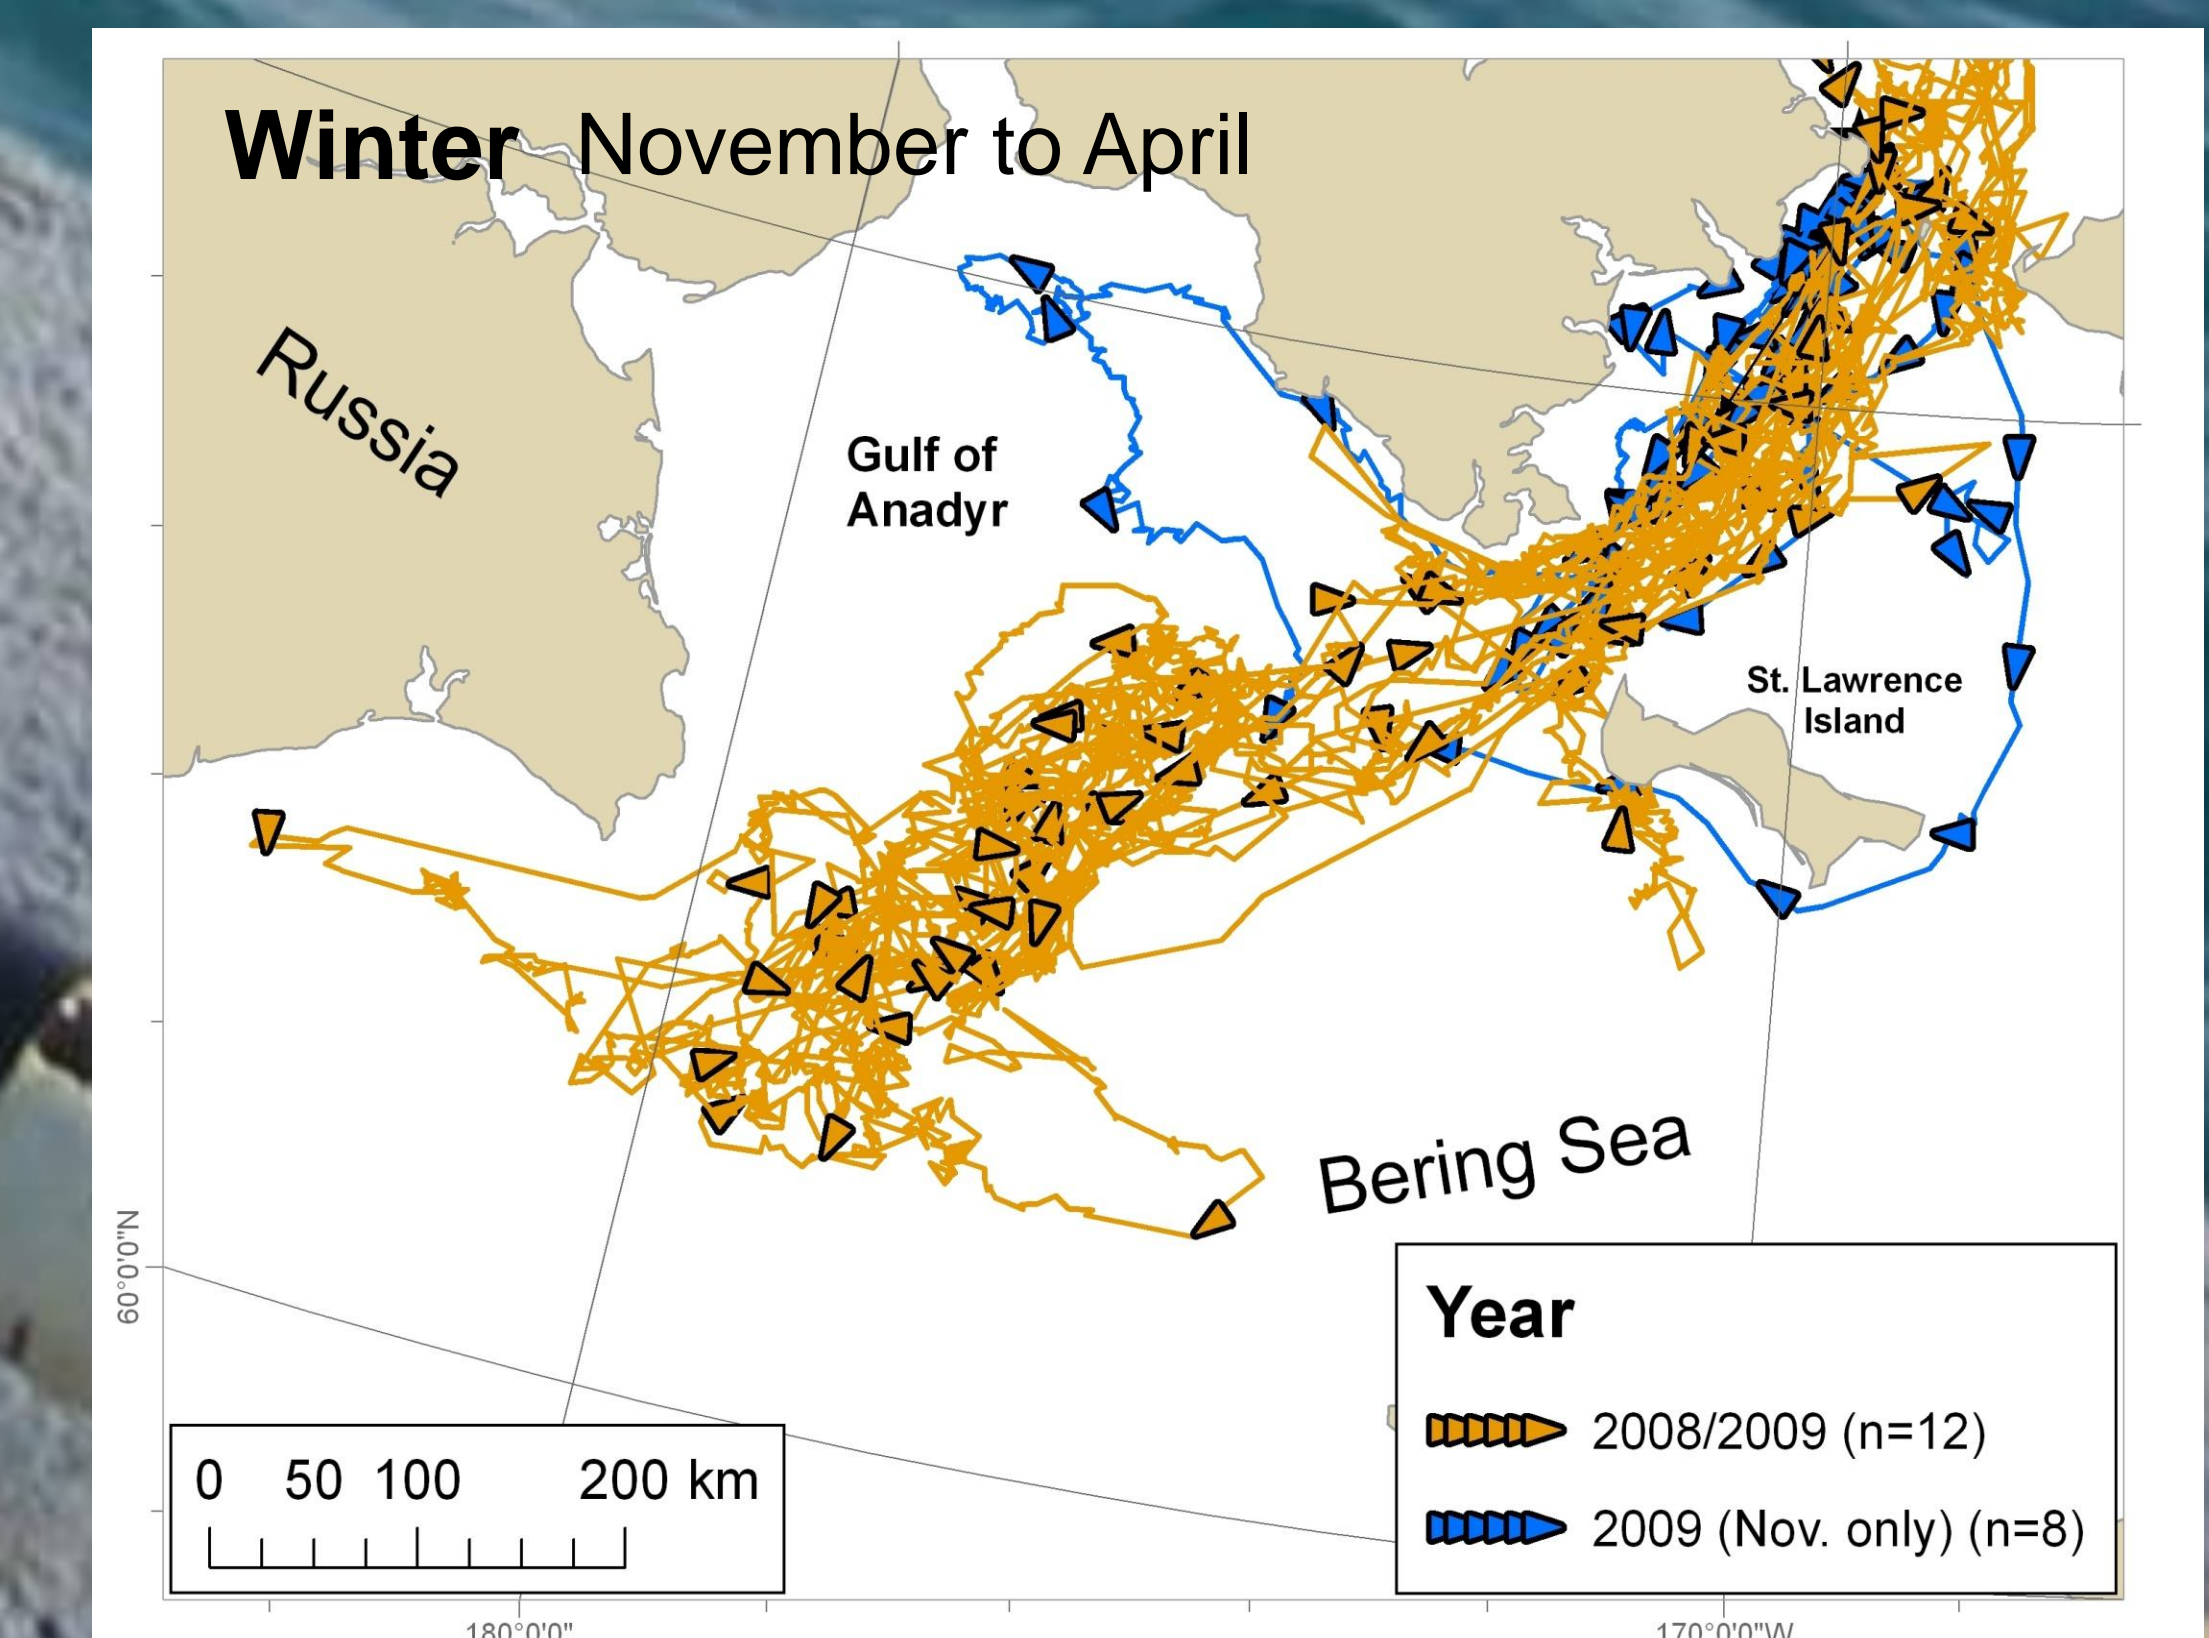 Winter November to April
Russia
Gulf of
Anadyr
St. Lawrence
Island
Bering Sea
60°0'0"N
Year
2008/2009 (n=12)
2009 (Nov. only) (n=8)
0 50 100 200 km
180°0'0"
170°0'0"W